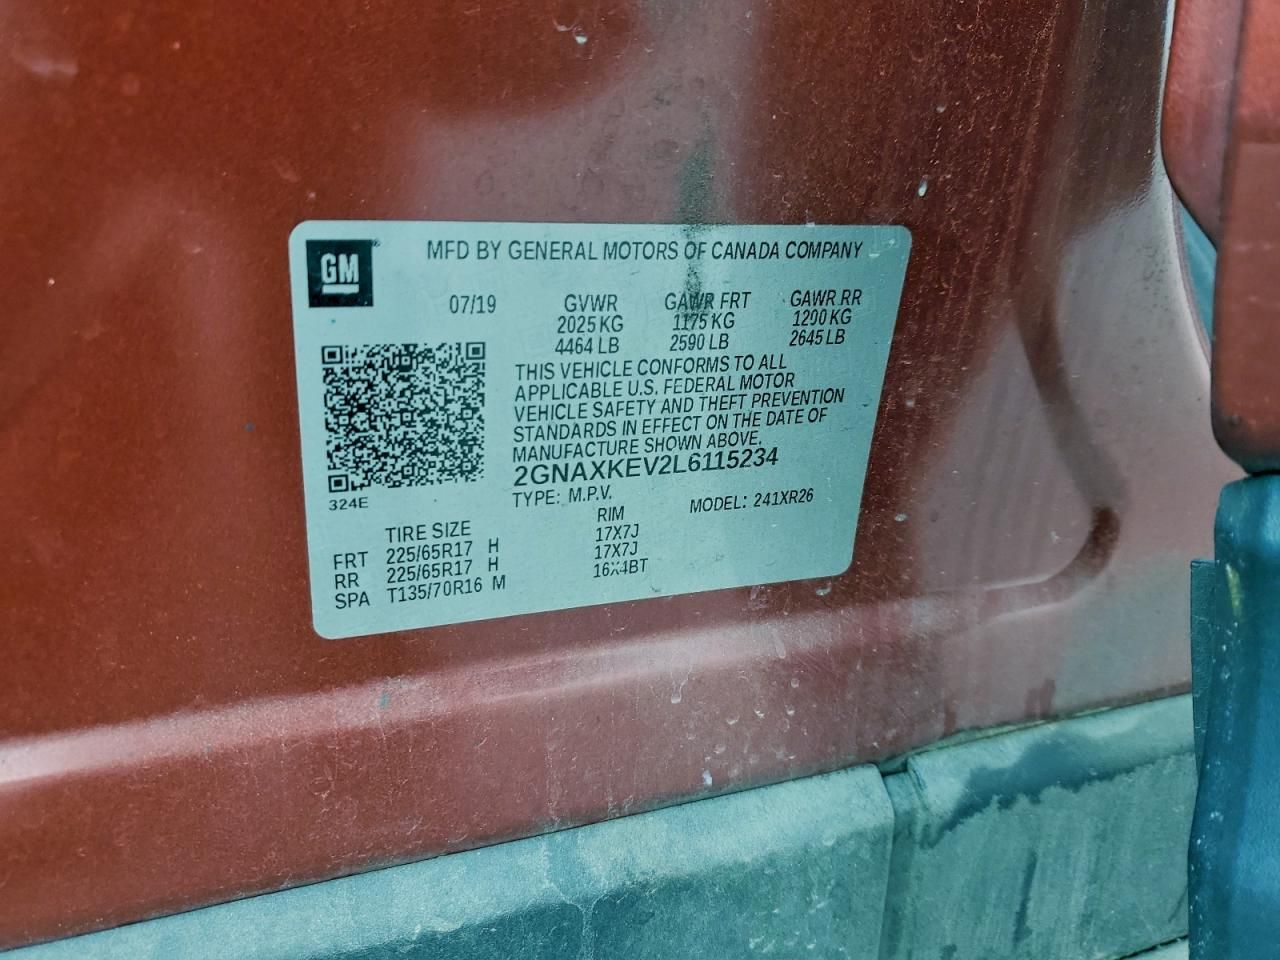 GM
MFD BY GENERAL MOTORS OF CANADA COMPANY
07/19 GVWR GAWR FRT GAWR RR
2025 KG 1175 KG 1200 KG
4464 LB 2590 LB 2645 LB
THIS VEHICLE CONFORMS TO ALL
APPLICABLE U.S. FEDERAL MOTOR
VEHICLE SAFETY AND THEFT PREVENTION
STANDARDS IN EFFECT ON THE DATE OF
MANUFACTURE SHOWN ABOVE.
2GNAXKEV2L6115234
324E
TYPE: M.P.V. MODEL: 241XR26
TIRE SIZE RIM
FRT 225/65R17 H 17X7J
RR 225/65R17 H 17X7J
SPA T135/70R16 M 16X4BT